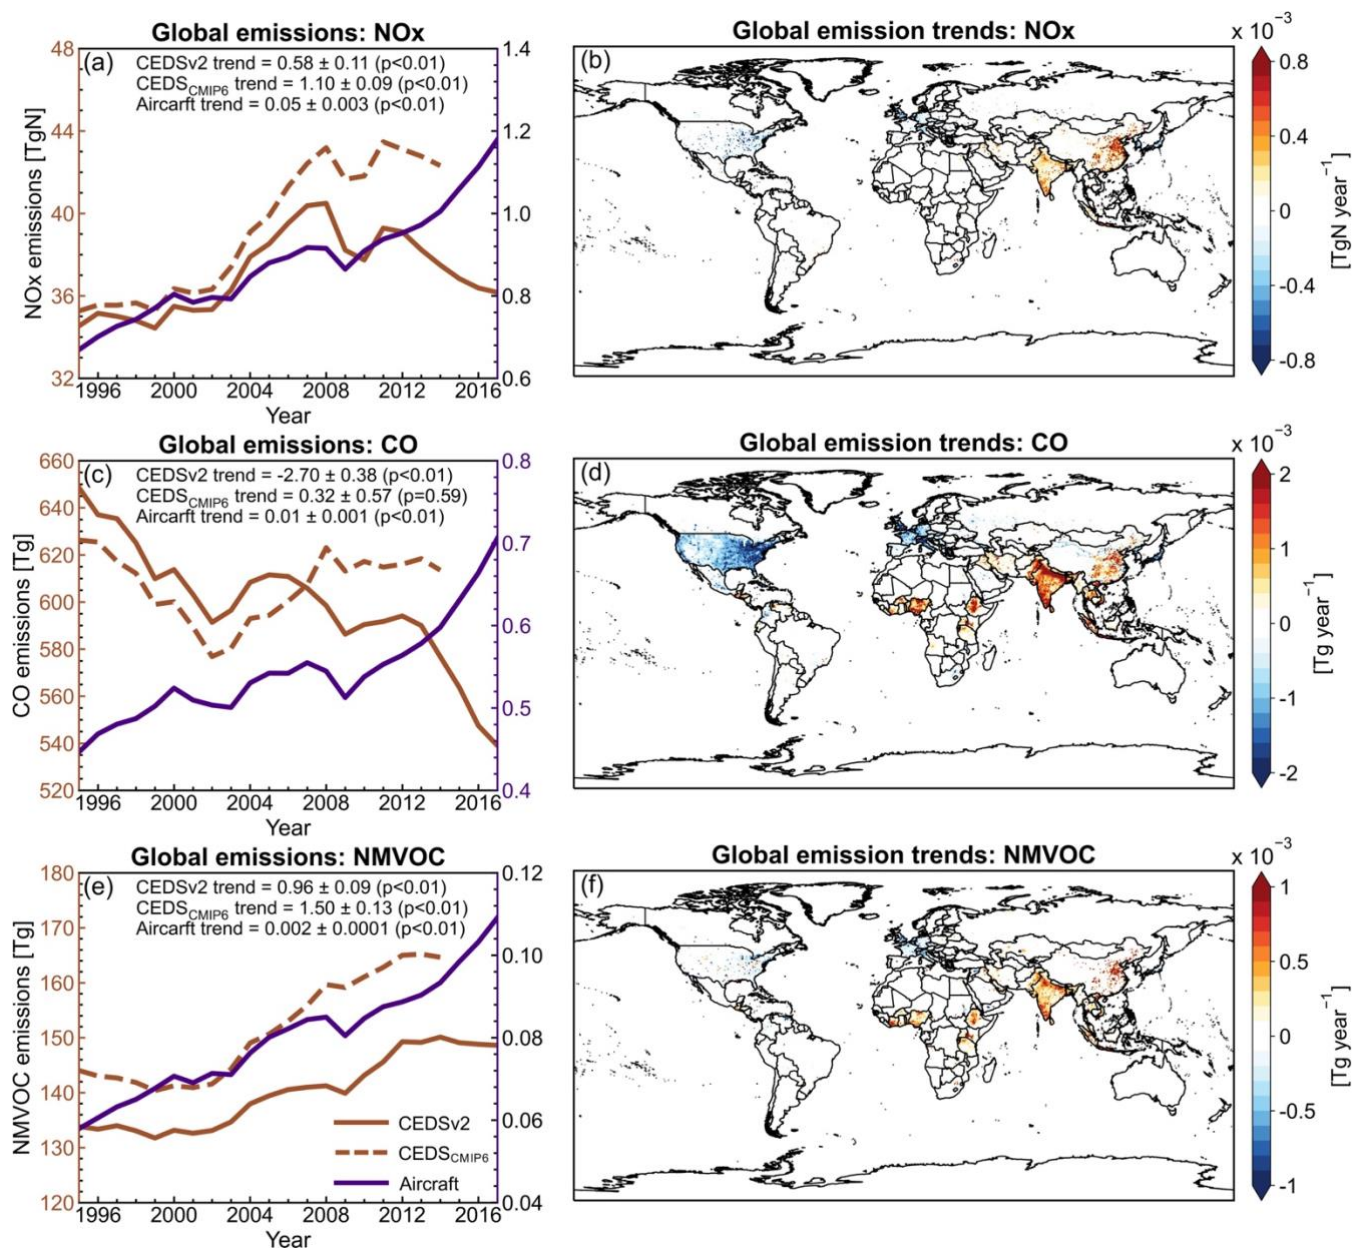 Global emissions: NOx
(a)
CEDSv2 trend = 0.58 ± 0.11 (p<0.01)
CEDSCMIP6 trend = 1.10 ± 0.09 (p<0.01)
Aircarft trend = 0.05 ± 0.003 (p<0.01)
NOx emissions [TgN]
48
44
40
36
32
1.4
1.2
1.0
0.8
0.6
1996 2000 2004 2008 2012 2016
Year
Global emission trends: NOx
(b)
x 10⁻³
0.8
0.4
0
-0.4
-0.8
[TgN year⁻¹]
Global emissions: CO
(c)
CEDSv2 trend = -2.70 ± 0.38 (p<0.01)
CEDSCMIP6 trend = 0.32 ± 0.57 (p=0.59)
Aircarft trend = 0.01 ± 0.001 (p<0.01)
CO emissions [Tg]
660
640
620
600
580
560
540
520
0.8
0.7
0.6
0.5
0.4
1996 2000 2004 2008 2012 2016
Year
Global emission trends: CO
(d)
x 10⁻³
2
1
0
-1
-2
[Tg year⁻¹]
Global emissions: NMVOC
(e)
CEDSv2 trend = 0.96 ± 0.09 (p<0.01)
CEDSCMIP6 trend = 1.50 ± 0.13 (p<0.01)
Aircarft trend = 0.002 ± 0.0001 (p<0.01)
NMVOC emissions [Tg]
180
170
160
150
140
130
120
0.12
0.10
0.08
0.06
0.04
CEDSv2
CEDSCMIP6
Aircraft
1996 2000 2004 2008 2012 2016
Year
Global emission trends: NMVOC
(f)
x 10⁻³
1
0.5
0
-0.5
-1
[Tg year⁻¹]